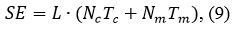 SE = L · (N_c T_c + N_m T_m), (9)